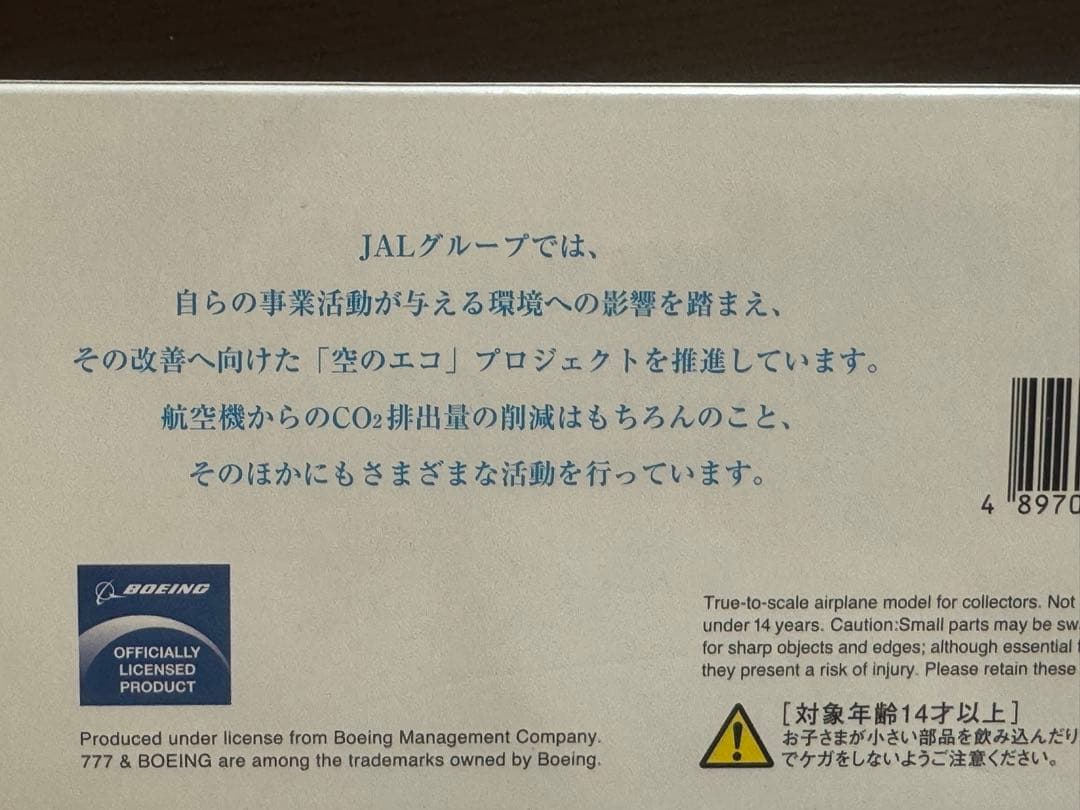 JALグループでは、
自らの事業活動が与える環境への影響を踏まえ、
その改善へ向けた「空のエコ」プロジェクトを推進しています。
航空機からのCO₂排出量の削減はもちろんのこと、
そのほかにもさまざまな活動を行っています。
4 8970
BOEING
OFFICIALLY
LICENSED
PRODUCT
Produced under license from Boeing Management Company.
777 & BOEING are among the trademarks owned by Boeing.
True-to-scale airplane model for collectors. Not
under 14 years. Caution:Small parts may be
for sharp objects and edges; although essential
they present a risk of injury. Please retain these
[対象年齢14才以上]
お子さまが小さい部品を飲み込んだり
でケガをしないようご注意ください。